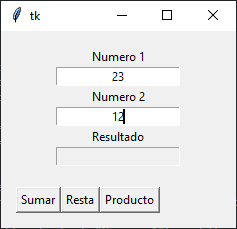 tk
Numero 1
23
Numero 2
12
Resultado
Sumar Resta Producto